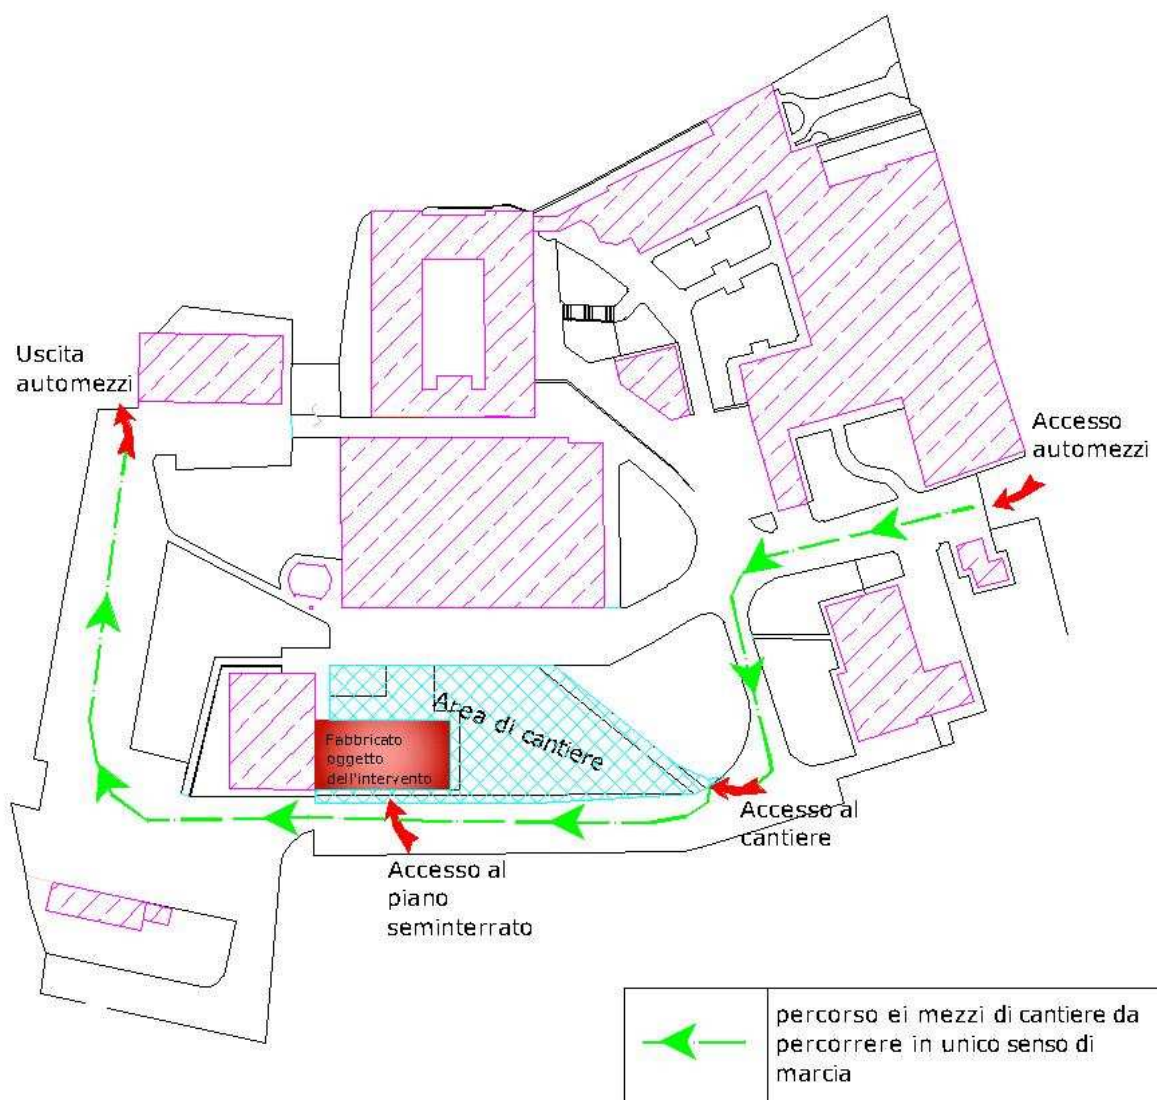 Uscita
automezzi
Accesso
automezzi
Area di cantiere
Fabbricato
oggetto
dell'intervento
Accesso al
cantiere
Accesso al
piano
seminterrato
percorso ei mezzi di cantiere da
percorrere in unico senso di
marcia